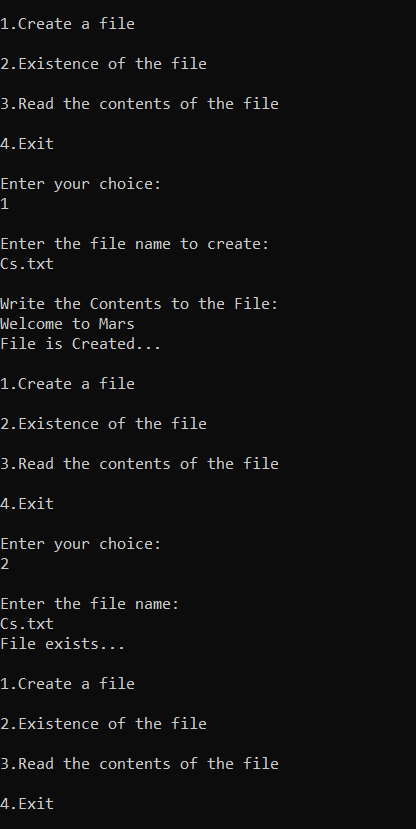 1.Create a file
2.Existence of the file
3.Read the contents of the file
4.Exit
Enter your choice:
1
Enter the file name to create:
Cs.txt
Write the Contents to the File:
Welcome to Mars
File is Created...
1.Create a file
2.Existence of the file
3.Read the contents of the file
4.Exit
Enter your choice:
2
Enter the file name:
Cs.txt
File exists...
1.Create a file
2.Existence of the file
3.Read the contents of the file
4.Exit